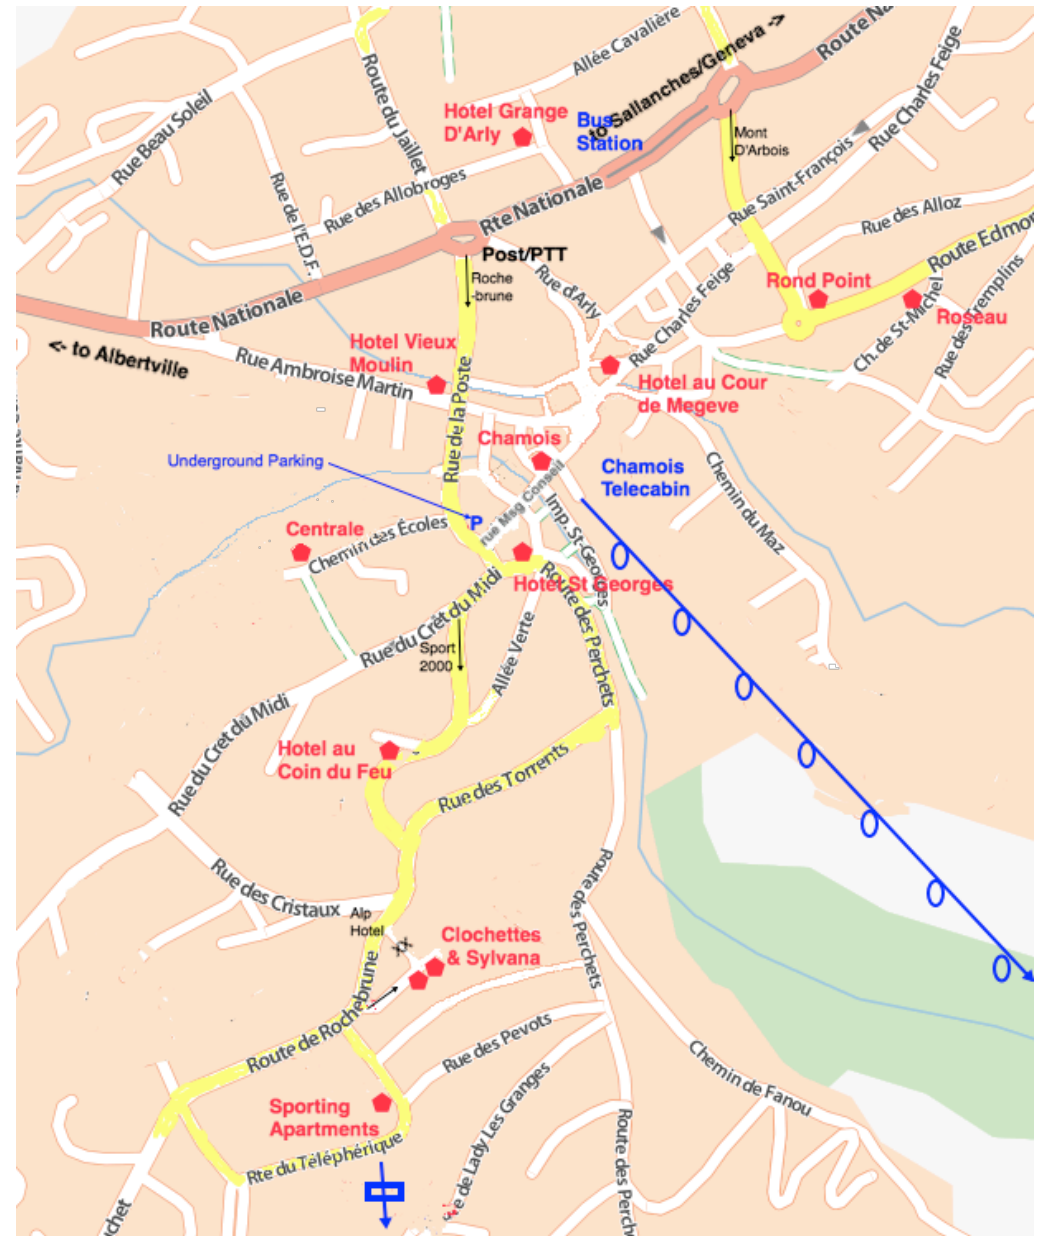 Allée Cavalière
to Sallanches/Geneva ->
Route Na
Route du Jaillet
Rue Charles Feige
Rue Beau Soleil
Hotel Grange
D'Arly
Bus
Station
Mont
D'Arbois
Rue Saint-François
Rue Charles Feige
Rue de l'E.D.F.
Rue des Allobroges
Rte Nationale
Rue des Alloz
Route Edmon
Post/PTT
Roche
-brune
Rue d'Arly
Rond Point
Roseau
Ch. de St-Michel
Rue des Tremplins
Route Nationale
<- to Albertville
Rue Ambroise Martin
Hotel Vieux
Moulin
Hotel au Cour
de Megeve
Rue de la Poste
Chamois
Underground Parking
P
rue Msg Conseil
Chamois
Telecabin
Chemin du Maz
Centrale
Chemin des Écoles
Imp. St-Georges
Hotel St Georges
Rue du Crêt du Midi
Route des Perchets
Sport
2000
Allée Verte
Rue du Cret du Midi
Hotel au
Coin du Feu
Rue des Torrents
Rue des Cristaux
Alp
Hotel
XX
Clochettes
& Sylvana
Route des Perchets
Route de Rochebrune
Rue des Pevots
Chemin de Fanou
Sporting
Apartments
Rte du Téléphérique
e de Lady Les Granges
Route des Perch
chet